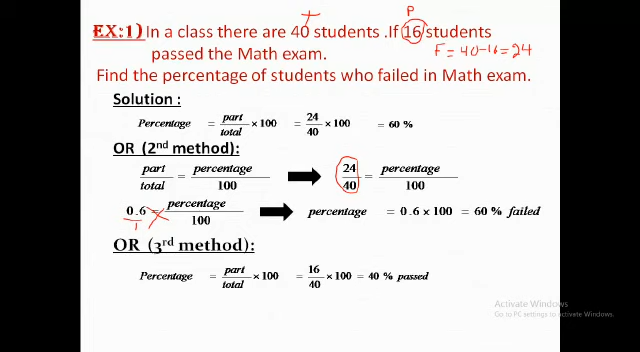 T
P
EX:1) In a class there are 40 students .If 16 students
passed the Math exam.
F = 40-16 = 24
Find the percentage of students who failed in Math exam.
Solution :
Percentage = part/total × 100 = 24/40 × 100 = 60 %
OR (2nd method):
part/total = percentage/100 24/40 = percentage/100
0.6/1 = percentage/100 percentage = 0.6 × 100 = 60 % failed
OR (3rd method):
Percentage = part/total × 100 = 16/40 × 100 = 40 % passed
Activate Windows
Go to PC settings to activate Windows.